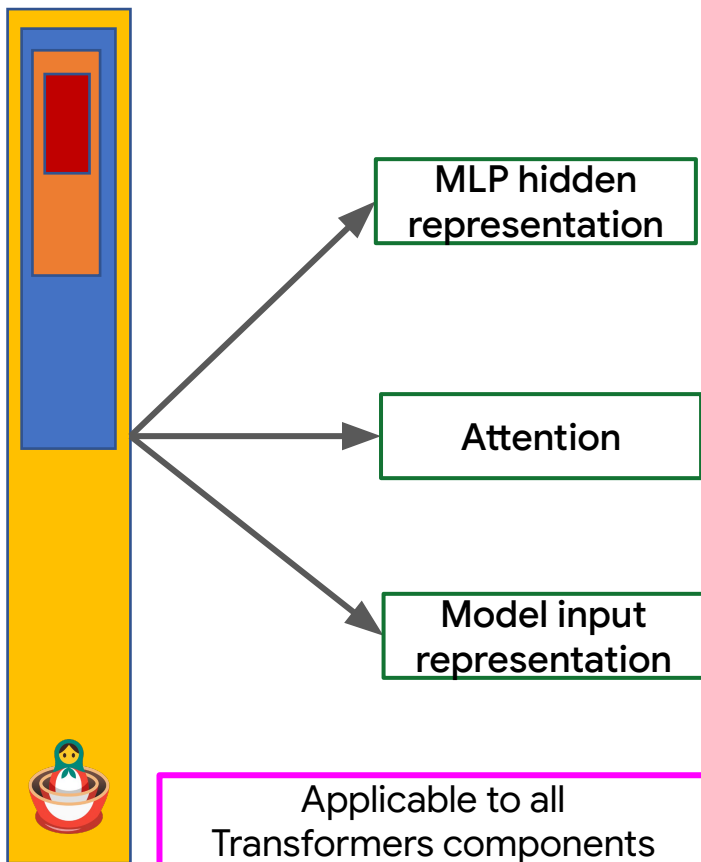 MLP hidden
representation
Attention
Model input
representation
Applicable to all
Transformers components